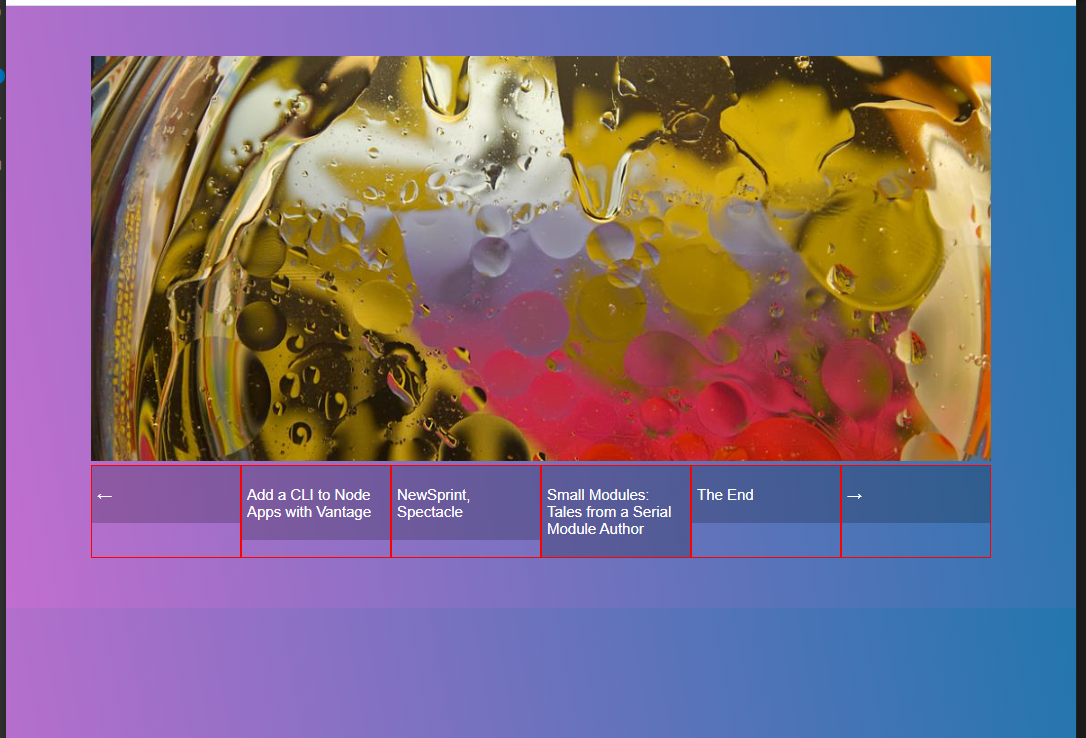 ←
Add a CLI to Node
Apps with Vantage
NewSprint,
Spectacle
Small Modules:
Tales from a Serial
Module Author
The End
→